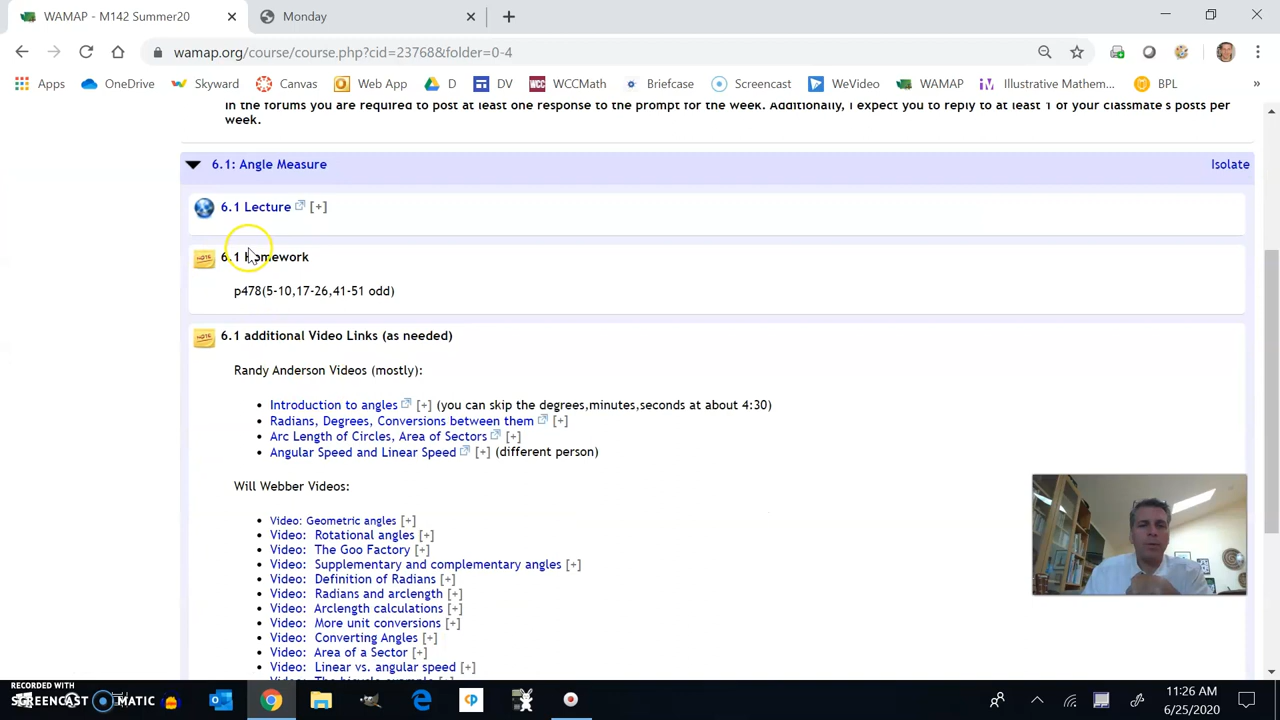 WAMAP - M142 Summer20
Monday
wamap.org/course/course.php?cid=23768&folder=0-4
Apps OneDrive Skyward Canvas Web App D DV WCCMath Briefcase Screencast WeVideo WAMAP Illustrative Mathem... BPL »
In the forums you are required to post at least one response to the prompt for the week. Additionally, I expect you to reply to at least 1 of your classmate's posts per
week.
6.1: Angle Measure Isolate
6.1 Lecture [+]
NOTE 6.1 Homework
p478(5-10,17-26,41-51 odd)
NOTE 6.1 additional Video Links (as needed)
Randy Anderson Videos (mostly):
• Introduction to angles [+] (you can skip the degrees,minutes,seconds at about 4:30)
• Radians, Degrees, Conversions between them [+]
• Arc Length of Circles, Area of Sectors [+]
• Angular Speed and Linear Speed [+] (different person)
Will Webber Videos:
• Video: Geometric angles [+]
• Video: Rotational angles [+]
• Video: The Goo Factory [+]
• Video: Supplementary and complementary angles [+]
• Video: Definition of Radians [+]
• Video: Radians and arclength [+]
• Video: Arclength calculations [+]
• Video: More unit conversions [+]
• Video: Converting Angles [+]
• Video: Area of a Sector [+]
• Video: Linear vs. angular speed [+]
RECORDED WITH
SCREENCAST MATIC
11:26 AM
6/25/2020